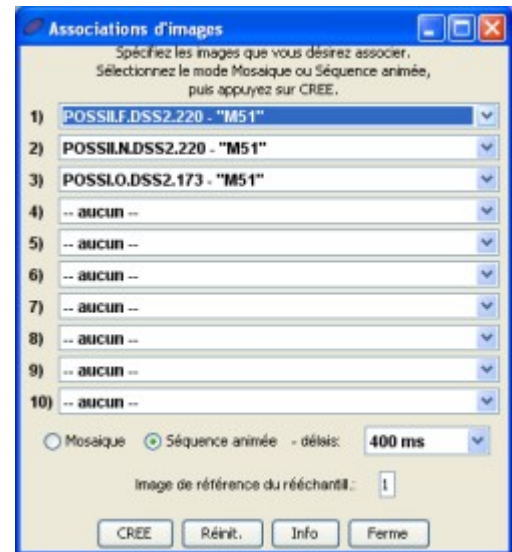 Associations d'images
Spécifiez les images que vous désirez associer.
Sélectionnez le mode Mosaique ou Séquence animée,
puis appuyez sur CREE.
1) POSSII.F.DSS2.220 - "M51"
2) POSSII.N.DSS2.220 - "M51"
3) POSSI.O.DSS2.173 - "M51"
4) -- aucun --
5) -- aucun --
6) -- aucun --
7) -- aucun --
8) -- aucun --
9) -- aucun --
10) -- aucun --
Mosaique Séquence animée - délais: 400 ms
Image de référence du rééchantill.: 1
CREE Réinit. Info Ferme